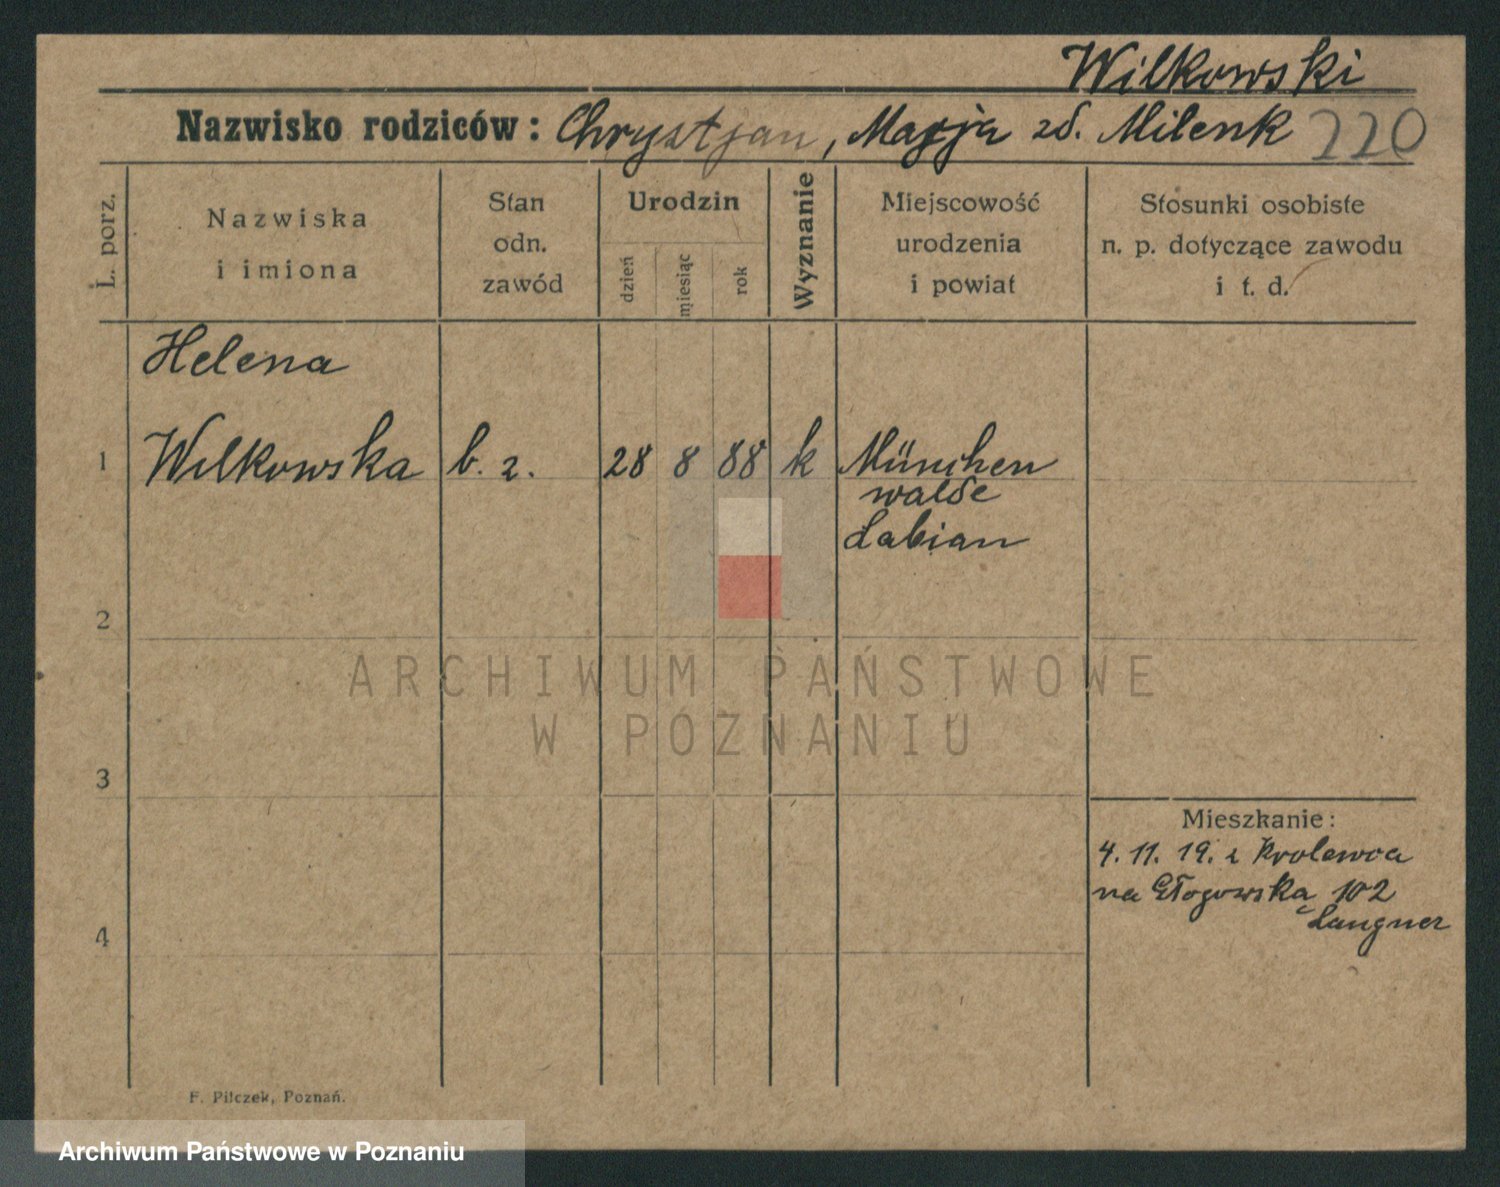 Wilkowski
Nazwisko rodziców: Chrystjan, Marja zd. Milenk 220
L. porz.
Nazwiska
i imiona
Stan
odn.
zawód
Urodzin
dzień
miesiąc
rok
Wyznanie
Miejscowość
urodzenia
i powiat
Stosunki osobiste
n. p. dotyczące zawodu
i t. d.
Helena
1 Wilkowska b. z. 28 8 88 k München
walde
Labian
2
ARCHIWUM PAŃSTWOWE
W POZNANIU
3
Mieszkanie:
4. 11. 19. z Krolewca
na Głogowska 102
Langner
4
F. Pilczek, Poznań.
Archiwum Państwowe w Poznaniu